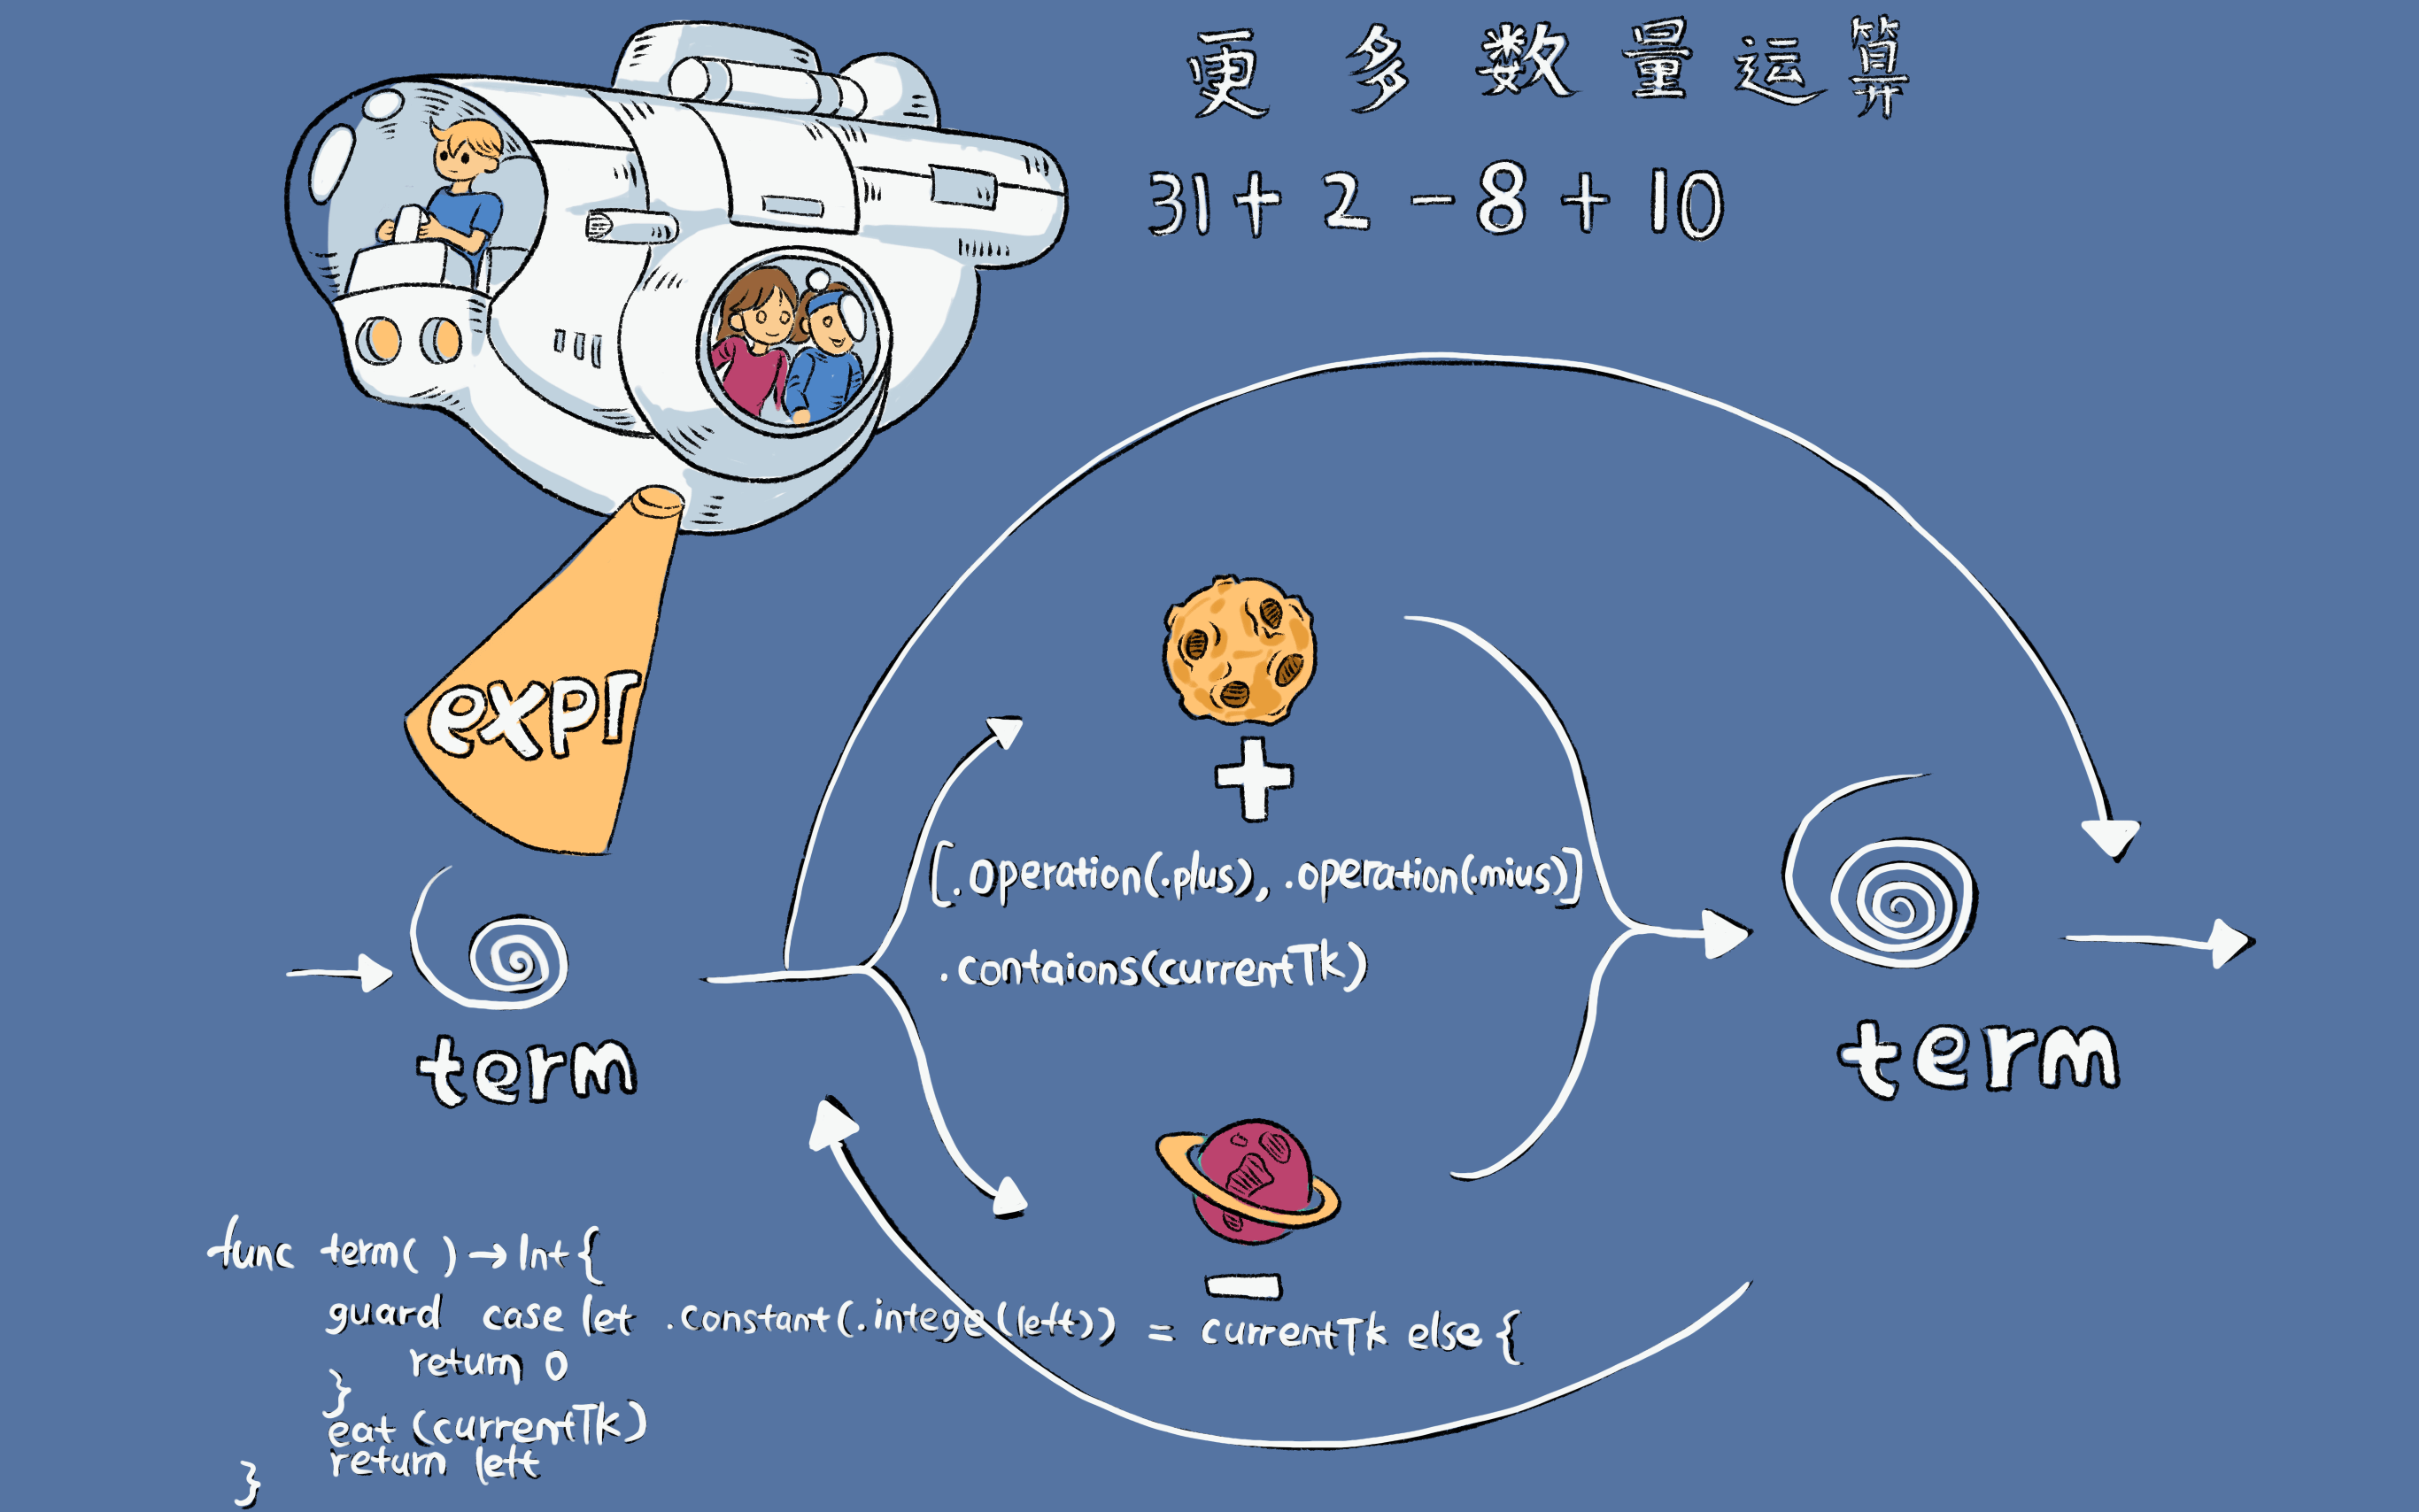 更多数量运算
31 + 2 - 8 + 10
expr
+
[.operation(.plus), .operation(.mius)]
.contaions(currentTk)
term
term
-
func term( ) → Int {
guard case let .constant(.intege(left)) = currentTk else {
return 0
}
eat (currentTk)
return left
}